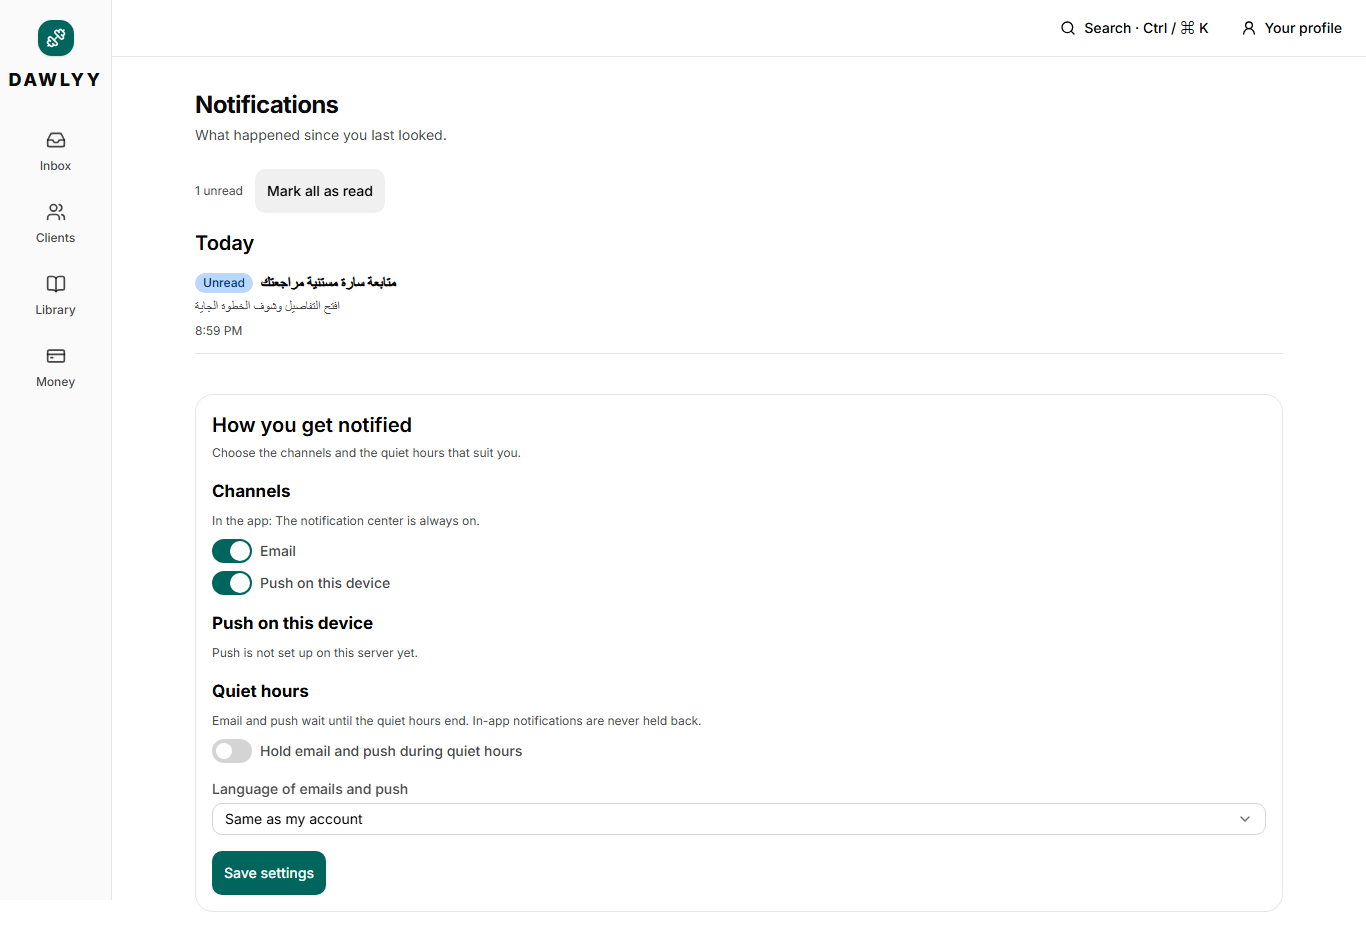 DAWLYY
Inbox
Clients
Library
Money
Search · Ctrl / ⌘ K
Your profile
Notifications
What happened since you last looked.
1 unread
Mark all as read
Today
Unread
متابعة سارة مستنية مراجعتك
افتح التفاصيل وشوف الخطوة الجاية
8:59 PM
How you get notified
Choose the channels and the quiet hours that suit you.
Channels
In the app: The notification center is always on.
Email
Push on this device
Push on this device
Push is not set up on this server yet.
Quiet hours
Email and push wait until the quiet hours end. In-app notifications are never held back.
Hold email and push during quiet hours
Language of emails and push
Same as my account
Save settings